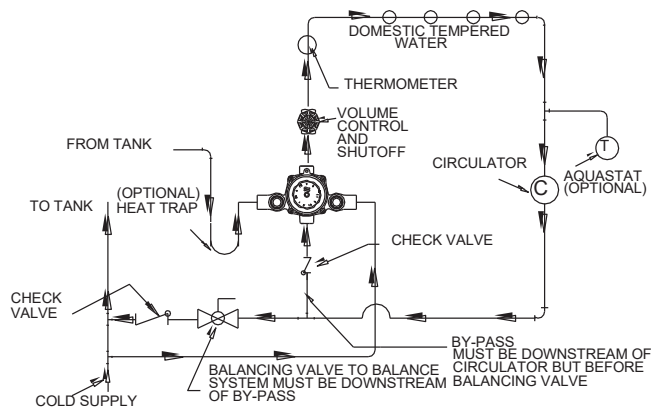 DOMESTIC TEMPERED
WATER
THERMOMETER
VOLUME
CONTROL
AND
SHUTOFF
FROM TANK
CIRCULATOR
T
AQUASTAT
(OPTIONAL)
(OPTIONAL)
HEAT TRAP
C
TO TANK
CHECK VALVE
CHECK
VALVE
BY-PASS
MUST BE DOWNSTREAM OF
CIRCULATOR BUT BEFORE
BALANCING VALVE
BALANCING VALVE TO BALANCE
SYSTEM MUST BE DOWNSTREAM
OF BY-PASS
COLD SUPPLY